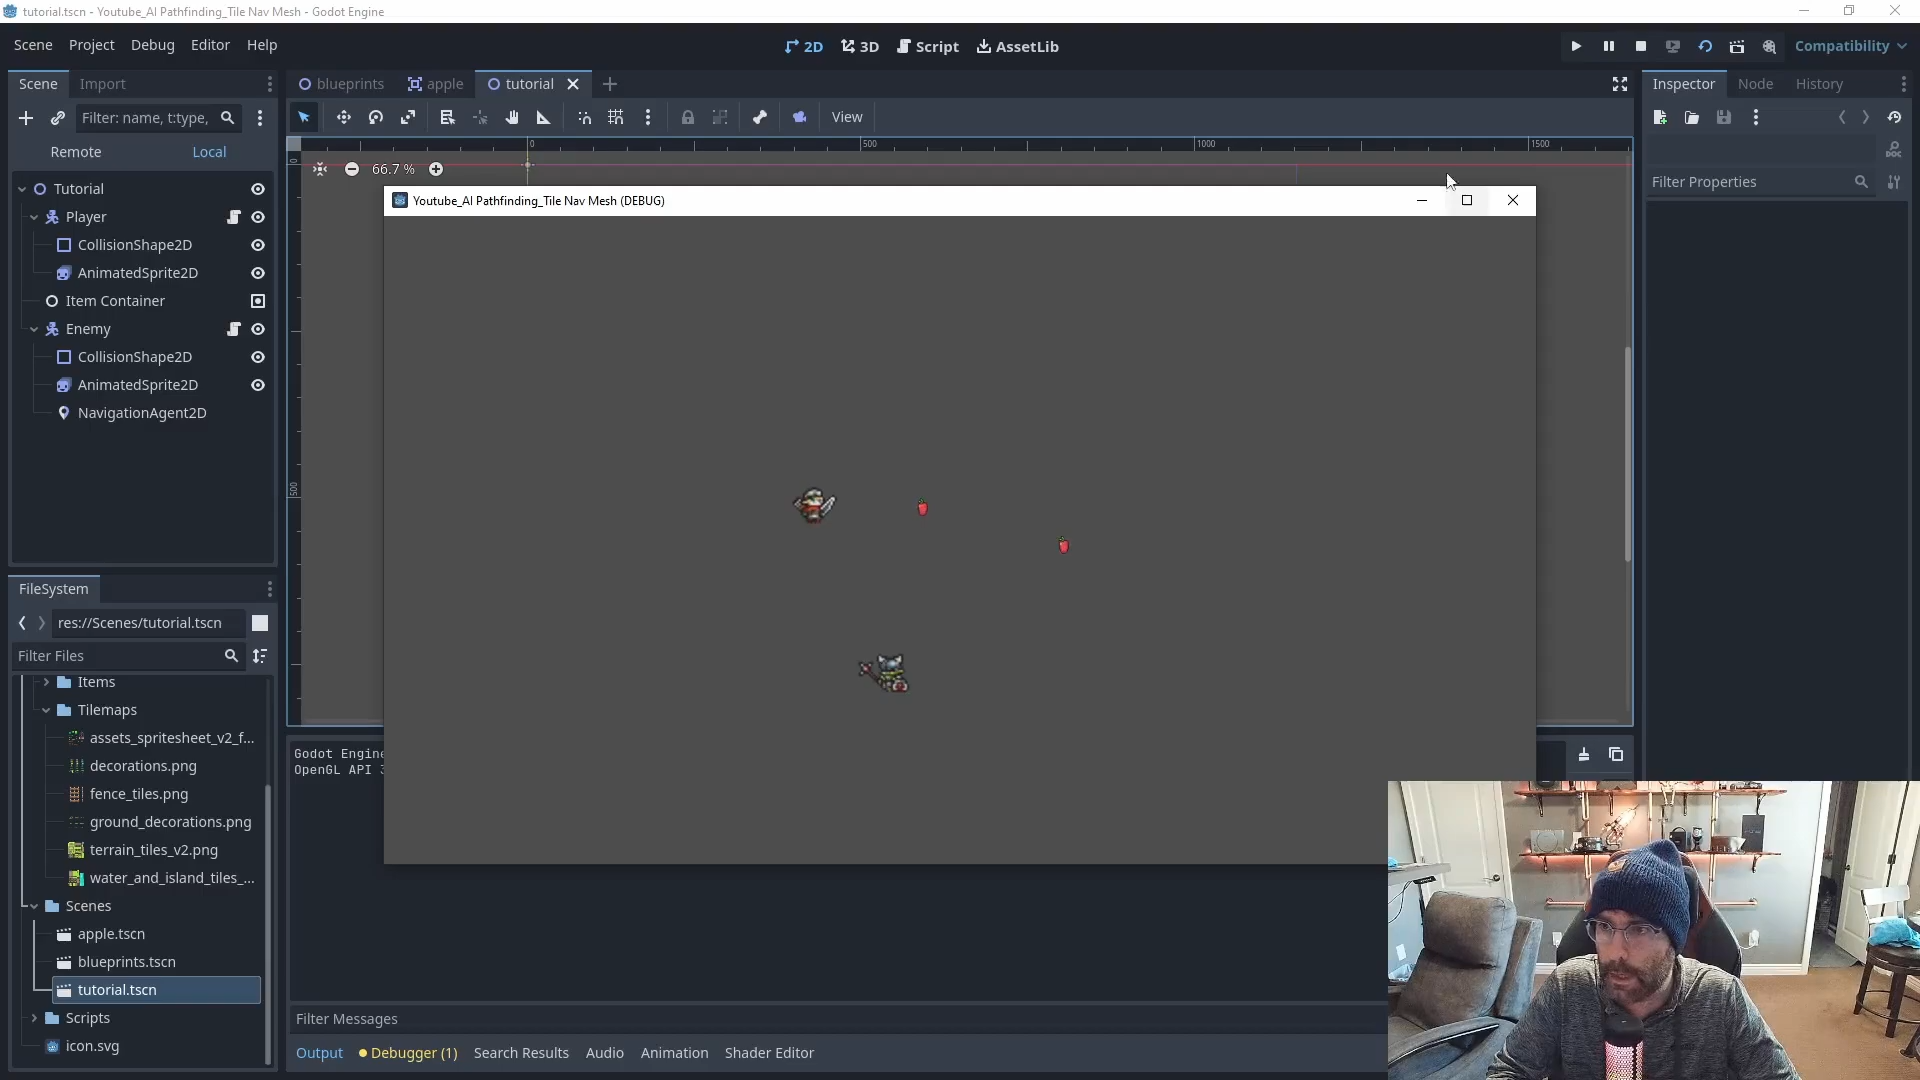 tutorial.tscn - Youtube_AI Pathfinding_Tile Nav Mesh - Godot Engine
Scene Project Debug Editor Help
2D 3D Script AssetLib
Compatibility
Scene Import
blueprints apple tutorial
Inspector Node History
Filter: name, t:type,
View
Remote Local
0 500 1000 1500
0
66.7 %
Filter Properties
Tutorial
Player
CollisionShape2D
AnimatedSprite2D
Item Container
Enemy
CollisionShape2D
AnimatedSprite2D
NavigationAgent2D
500
Youtube_AI Pathfinding_Tile Nav Mesh (DEBUG)
FileSystem
res://Scenes/tutorial.tscn
Filter Files
Items
Tilemaps
assets_spritesheet_v2_f...
decorations.png
fence_tiles.png
ground_decorations.png
terrain_tiles_v2.png
water_and_island_tiles_...
Scenes
apple.tscn
blueprints.tscn
tutorial.tscn
Scripts
icon.svg
Godot Engine
OpenGL API 3
Filter Messages
Output Debugger (1) Search Results Audio Animation Shader Editor